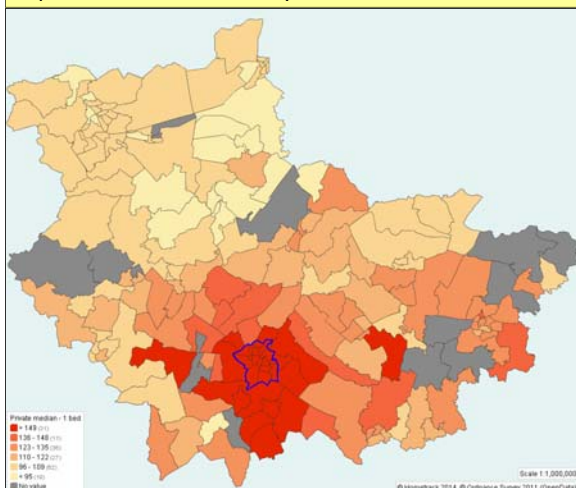 Private median - 1 bed
> 149 (31)
136 - 148 (11)
123 - 135 (35)
110 - 122 (27)
96 - 109 (62)
< 95 (10)
No value
Scale 1:1,000,000
© Hometrack 2014, © Ordnance Survey 2011 (OpenData)